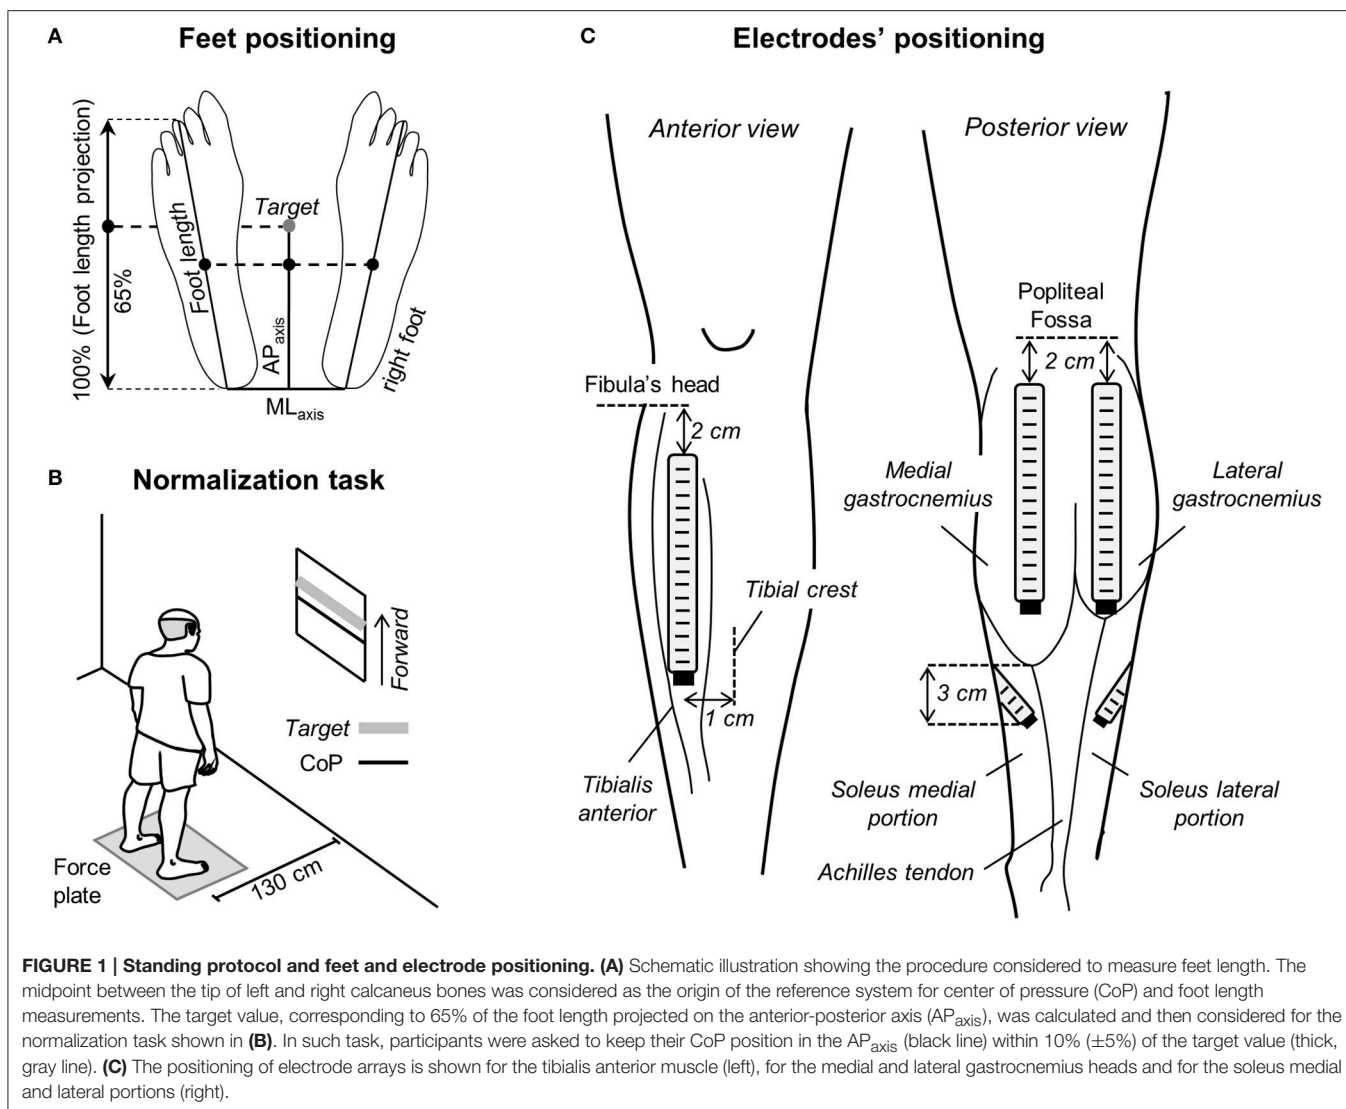 A
Feet positioning
100% (Foot length projection)
65%
Foot length
Target
AP axis
right foot
ML axis
B
Normalization task
Forward
Target
CoP
Force
plate
130 cm
C
Electrodes' positioning
Anterior view
Posterior view
Popliteal
Fossa
2 cm
Fibula's head
2 cm
Medial
gastrocnemius
Lateral
gastrocnemius
Tibial crest
3 cm
1 cm
Tibialis
anterior
Soleus medial
portion
Soleus lateral
portion
Achilles tendon
FIGURE 1 | Standing protocol and feet and electrode positioning. (A) Schematic illustration showing the procedure considered to measure feet length. The
midpoint between the tip of left and right calcaneus bones was considered as the origin of the reference system for center of pressure (CoP) and foot length
measurements. The target value, corresponding to 65% of the foot length projected on the anterior-posterior axis (APaxis), was calculated and then considered for the
normalization task shown in (B). In such task, participants were asked to keep their CoP position in the APaxis (black line) within 10% (±5%) of the target value (thick,
gray line). (C) The positioning of electrode arrays is shown for the tibialis anterior muscle (left), for the medial and lateral gastrocnemius heads and for the soleus medial
and lateral portions (right).